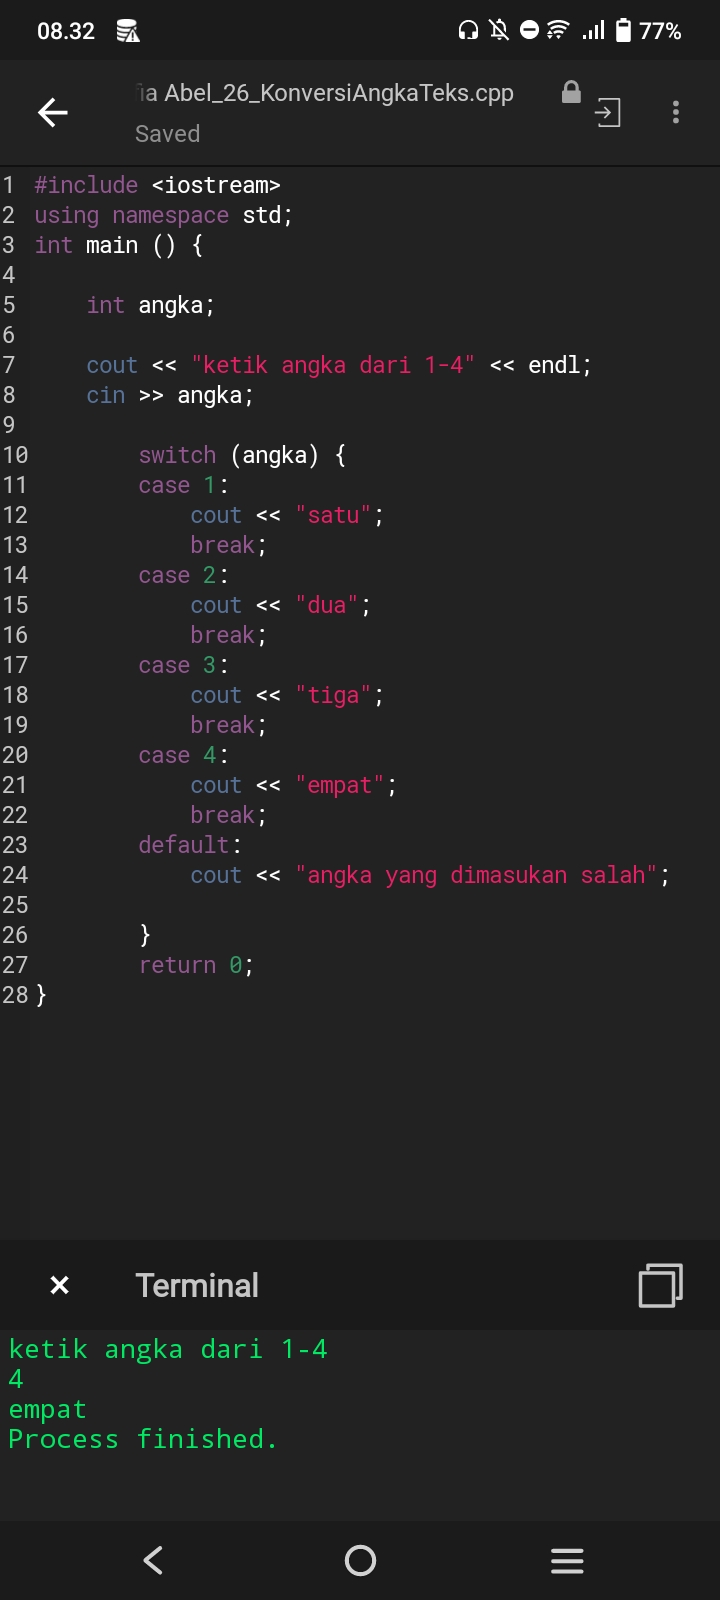 08.32 77%
Abel_26_KonversiAngkaTeks.cpp
Saved
1 #include <iostream>
2 using namespace std;
3 int main () {
4
5     int angka;
6
7     cout << "ketik angka dari 1-4" << endl;
8     cin >> angka;
9
10         switch (angka) {
11         case 1:
12             cout << "satu";
13             break;
14         case 2:
15             cout << "dua";
16             break;
17         case 3:
18             cout << "tiga";
19             break;
20         case 4:
21             cout << "empat";
22             break;
23         default:
24             cout << "angka yang dimasukan salah";
25
26         }
27         return 0;
28 }
Terminal
ketik angka dari 1-4
4
empat
Process finished.